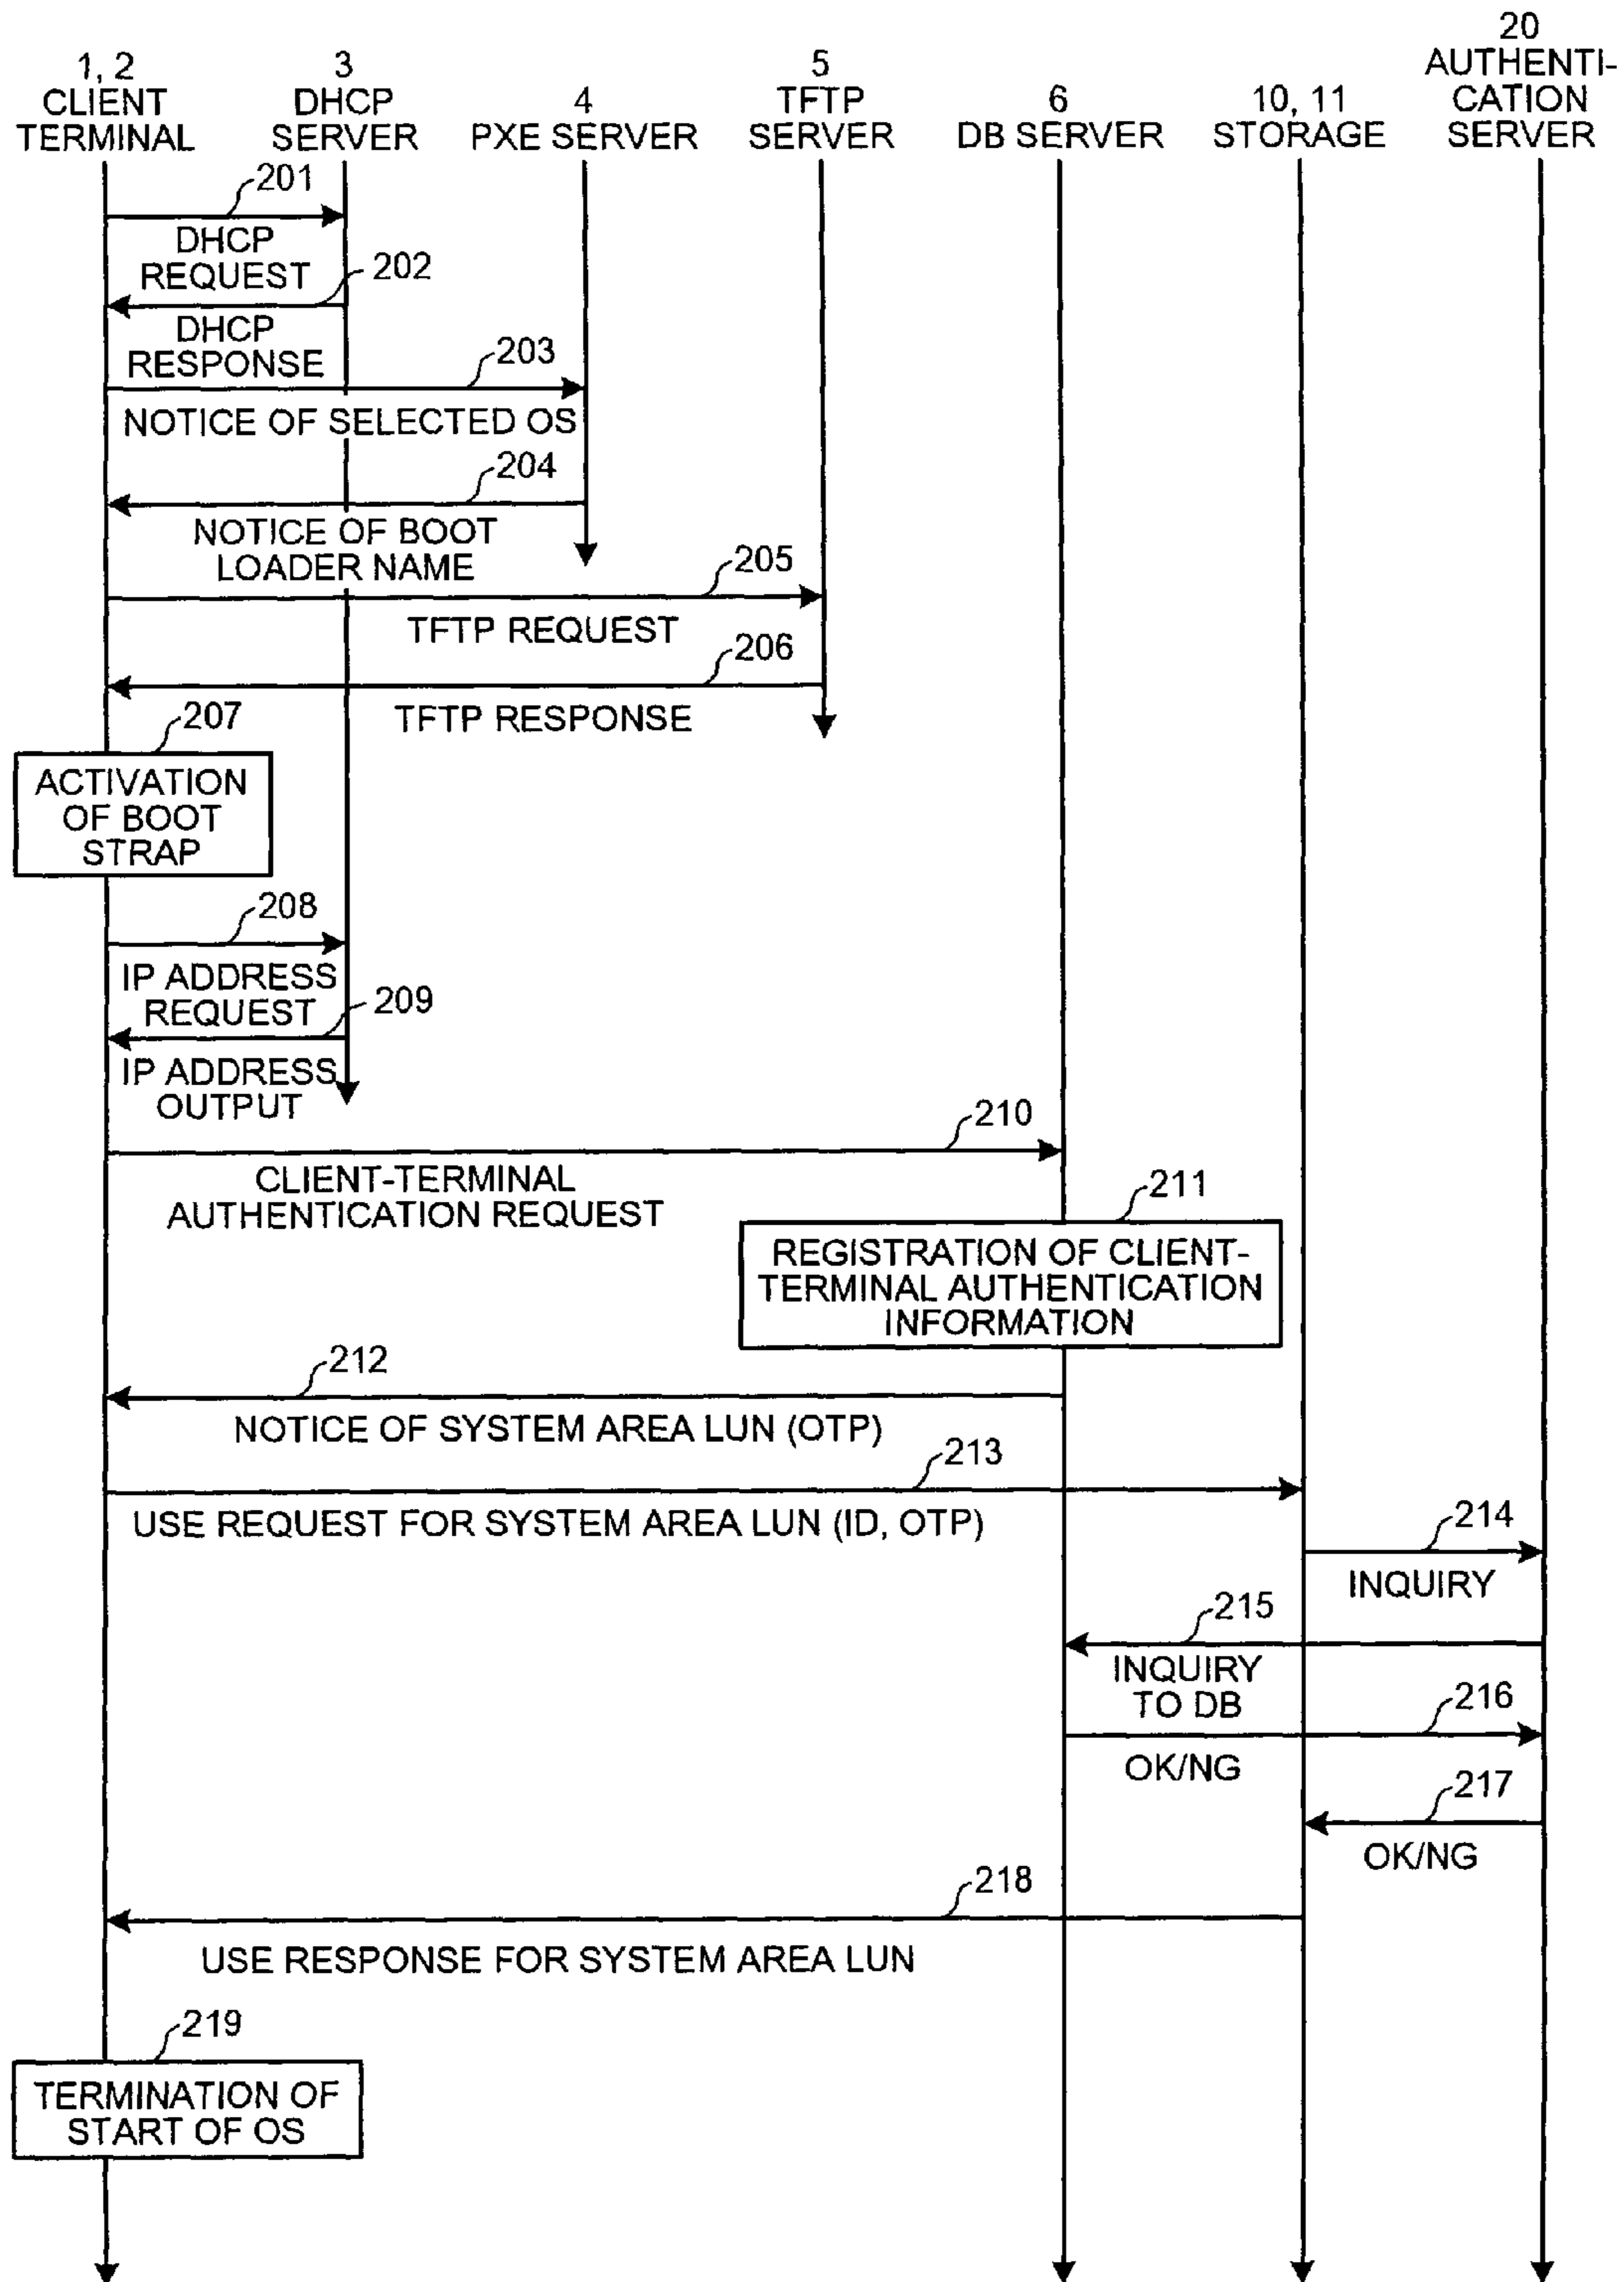 1, 2
CLIENT
TERMINAL
3
DHCP
SERVER
4
PXE SERVER
5
TFTP
SERVER
6
DB SERVER
10, 11
STORAGE
20
AUTHENTI-
CATION
SERVER
201
DHCP
REQUEST
202
DHCP
RESPONSE
203
NOTICE OF SELECTED OS
204
NOTICE OF BOOT
LOADER NAME
205
TFTP REQUEST
206
TFTP RESPONSE
207
ACTIVATION
OF BOOT
STRAP
208
IP ADDRESS
REQUEST
209
IP ADDRESS
OUTPUT
210
CLIENT-TERMINAL
AUTHENTICATION REQUEST
211
REGISTRATION OF CLIENT-
TERMINAL AUTHENTICATION
INFORMATION
212
NOTICE OF SYSTEM AREA LUN (OTP)
213
USE REQUEST FOR SYSTEM AREA LUN (ID, OTP)
214
INQUIRY
215
INQUIRY
TO DB
216
OK/NG
217
OK/NG
218
USE RESPONSE FOR SYSTEM AREA LUN
219
TERMINATION OF
START OF OS